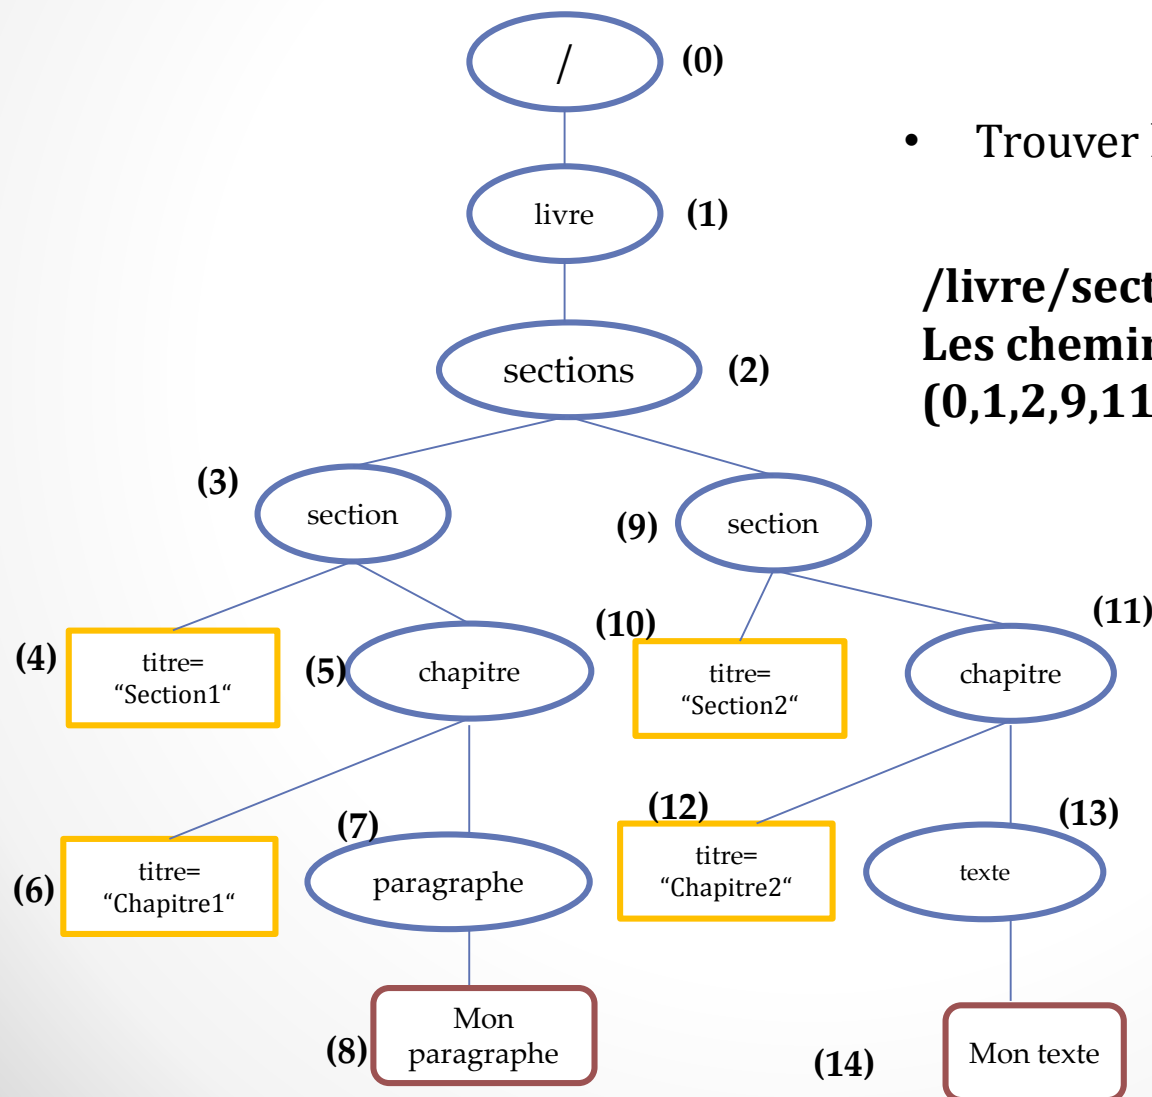 /
(0)
• Trouver
livre
(1)
/livre/sect
Les chemin
(0,1,2,9,11
sections
(2)
(3)
section
(9)
section
(4)
titre=
“Section1“
(5)
chapitre
(10)
titre=
“Section2“
(11)
chapitre
(6)
titre=
“Chapitre1“
(7)
paragraphe
(12)
titre=
“Chapitre2“
(13)
texte
(8)
Mon
paragraphe
(14)
Mon texte